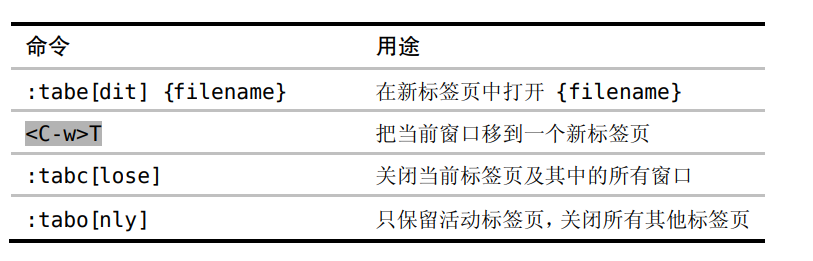 命令 用途
:tabe[dit] {filename} 在新标签页中打开 {filename}
<C-w>T 把当前窗口移到一个新标签页
:tabc[lose] 关闭当前标签页及其中的所有窗口
:tabo[nly] 只保留活动标签页，关闭所有其他标签页